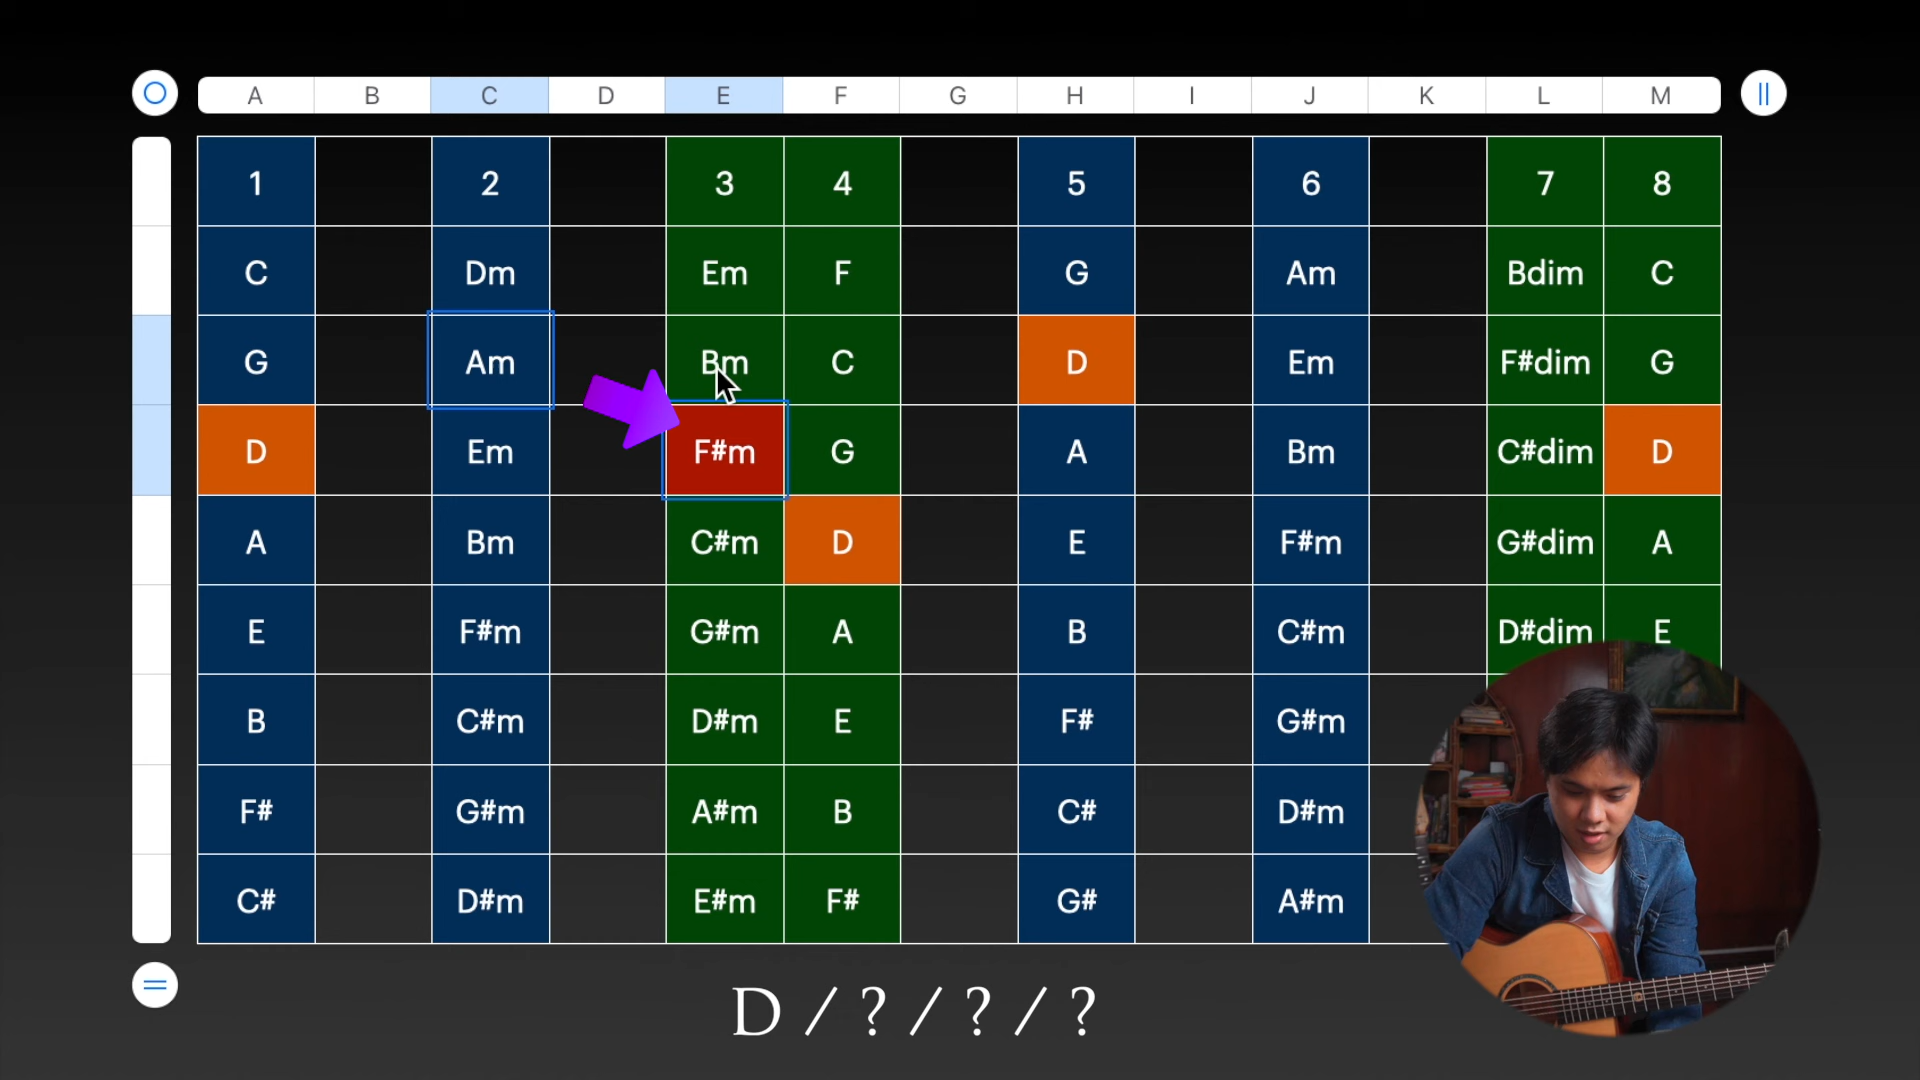 A B C D E F G H I J K L M
1 2 3 4 5 6 7 8
C Dm Em F G Am Bdim C
G Am Bm C D Em F#dim G
D Em F#m G A Bm C#dim D
A Bm C#m D E F#m G#dim A
E F#m G#m A B C#m D#dim E
B C#m D#m E F# G#m
F# G#m A#m B C# D#m
C# D#m E#m F# G# A#m
D / ? / ? / ?